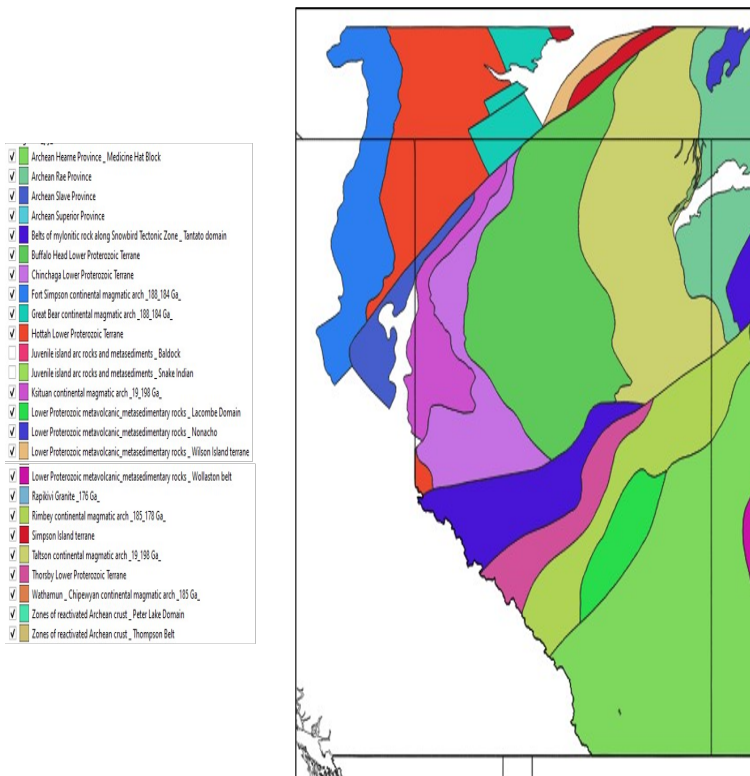 Archean Hearne Province _ Medicine Hat Block
Archean Rae Province
Archean Slave Province
Archean Superior Province
Belts of mylonitic rock along Snowbird Tectonic Zone _ Tantato domain
Buffalo Head Lower Proterozoic Terrane
Chinchaga Lower Proterozoic Terrane
Fort Simpson continental magmatic arch _188_184 Ga_
Great Bear continental magmatic arch _188_184 Ga_
Hottah Lower Proterozoic Terrane
Juvenile island arc rocks and metasediments _ Baldock
Juvenile island arc rocks and metasediments _ Snake Indian
Ksituan continental magmatic arch _19_198 Ga_
Lower Proterozoic metavolcanic_metasedimentary rocks _ Lacombe Domain
Lower Proterozoic metavolcanic_metasedimentary rocks _ Nonacho
Lower Proterozoic metavolcanic_metasedimentary rocks _ Wilson Island terrane
Lower Proterozoic metavolcanic_metasedimentary rocks _ Wollaston belt
Rapikivi Granite _176 Ga_
Rimbey continental magmatic arch _185_178 Ga_
Simpson Island terrane
Taltson continental magmatic arch _19_198 Ga_
Thorsby Lower Proterozoic Terrane
Wathamun _ Chipewyan continental magmatic arch _185 Ga_
Zones of reactivated Archean crust _ Peter Lake Domain
Zones of reactivated Archean crust _ Thompson Belt